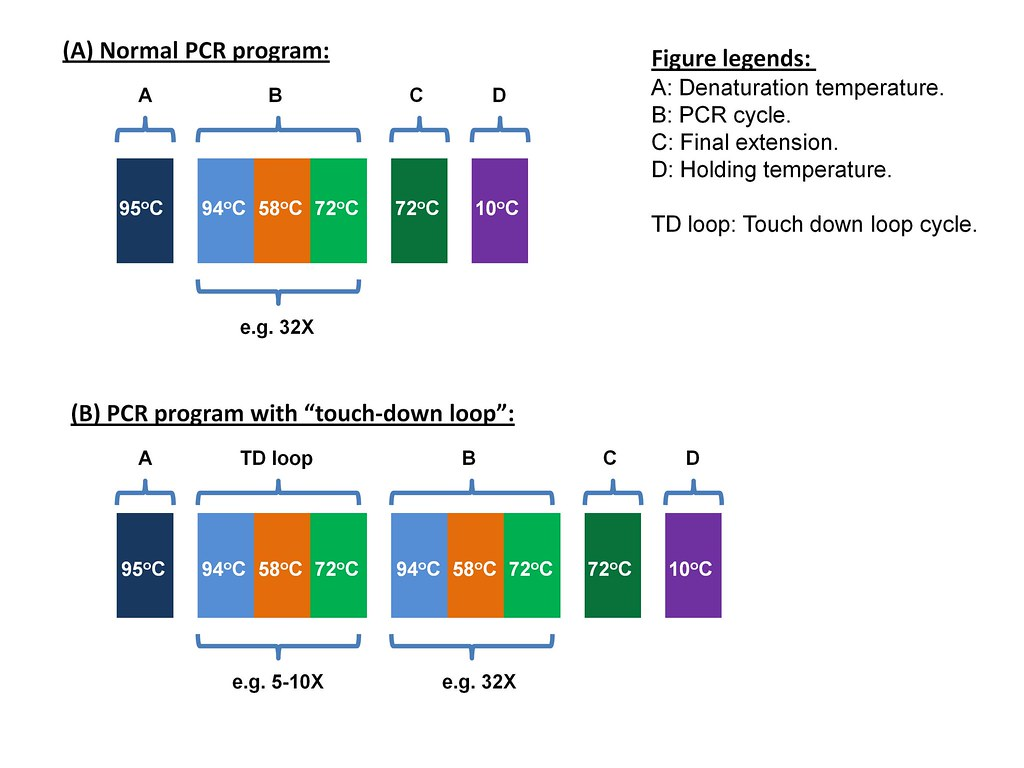 (A) Normal PCR program:
A B C D
95oC 94oC 58oC 72oC 72oC 10oC
e.g. 32X
Figure legends:
A: Denaturation temperature.
B: PCR cycle.
C: Final extension.
D: Holding temperature.
TD loop: Touch down loop cycle.
(B) PCR program with “touch-down loop”:
A TD loop B C D
95oC 94oC 58oC 72oC 94oC 58oC 72oC 72oC 10oC
e.g. 5-10X e.g. 32X